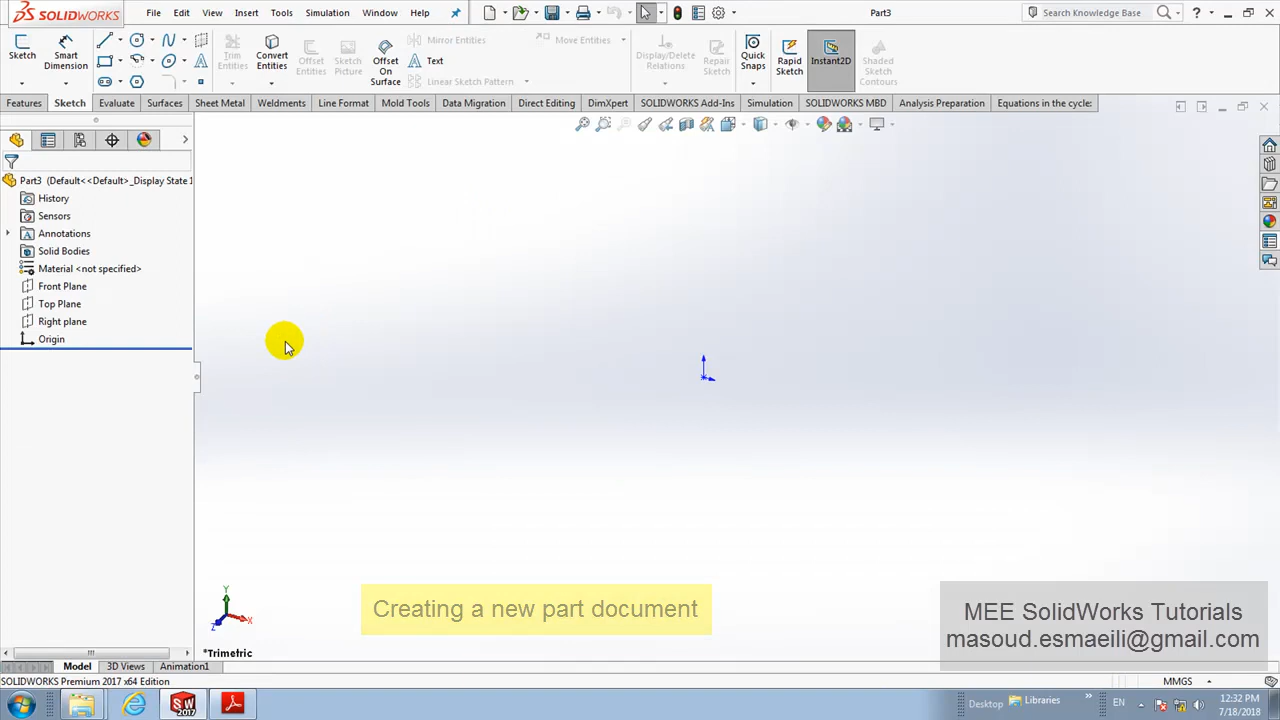 SOLIDWORKS File Edit View Insert Tools Simulation Window Help Part3 Search Knowledge Base
Sketch Smart Dimension Trim Entities Convert Entities Offset Entities Sketch Picture Offset On Surface Mirror Entities Text Linear Sketch Pattern Move Entities Display/Delete Relations Repair Sketch Quick Snaps Rapid Sketch Instant2D Shaded Sketch Contours
Features Sketch Evaluate Surfaces Sheet Metal Weldments Line Format Mold Tools Data Migration Direct Editing DimXpert SOLIDWORKS Add-Ins Simulation SOLIDWORKS MBD Analysis Preparation Equations in the cycle:
Part3 (Default<<Default>_Display State 1
History
Sensors
Annotations
Solid Bodies
Material <not specified>
Front Plane
Top Plane
Right plane
Origin
Y
X
Z
Creating a new part document
MEE SolidWorks Tutorials
masoud.esmaeili@gmail.com
*Trimetric
Model 3D Views Animation1
SOLIDWORKS Premium 2017 x64 Edition MMGS
SW 2017 Desktop Libraries EN 12:32 PM
7/18/2018